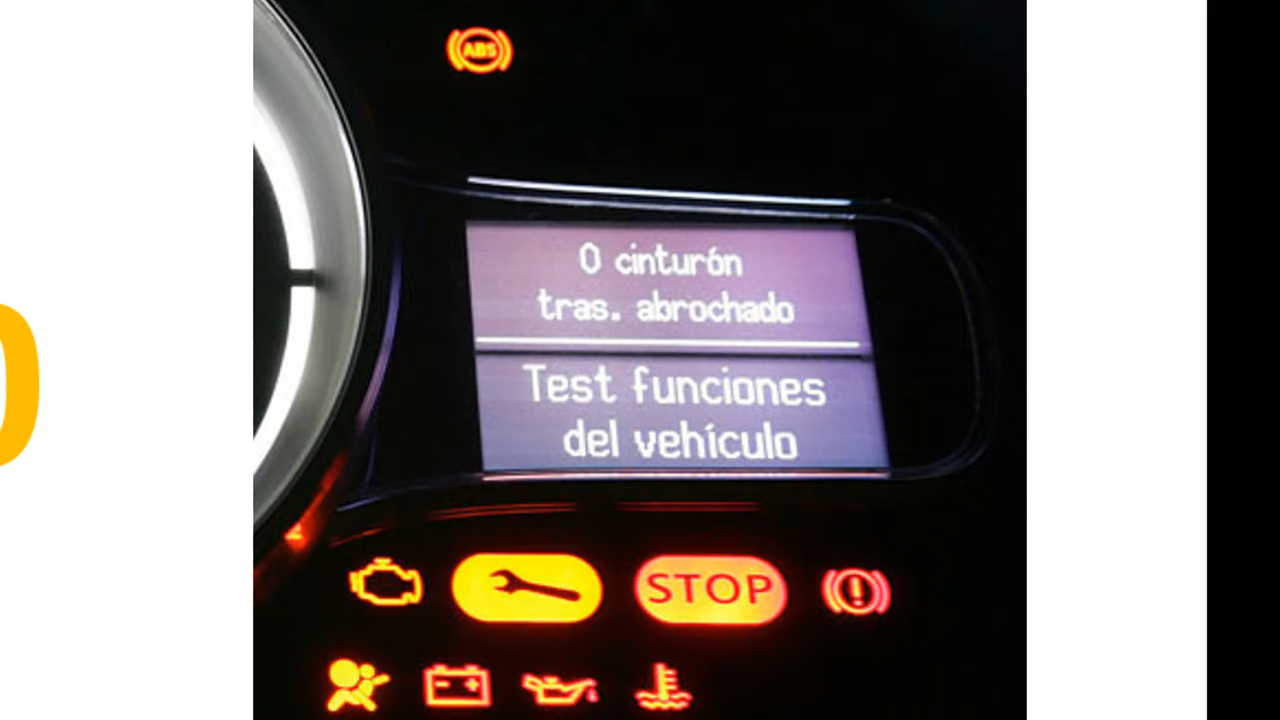 ABS
0 cinturón
tras. abrochado
Test funciones
del vehículo
STOP